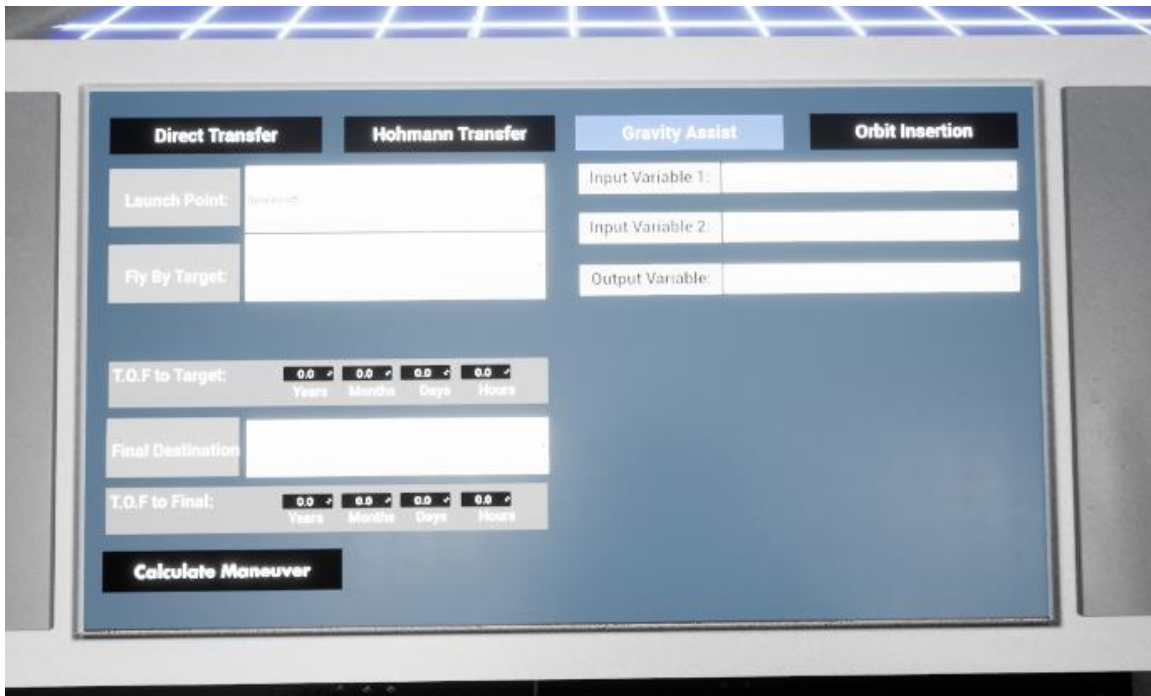 Direct Transfer
Hohmann Transfer
Gravity Assist
Orbit Insertion
Launch Point:
Fly By Target:
Input Variable 1:
Input Variable 2:
Output Variable:
T.O.F to Target:
0.0 0.0 0.0 0.0
Years Months Days Hours
Final Destination
T.O.F to Final:
0.0 0.0 0.0 0.0
Years Months Days Hours
Calculate Maneuver